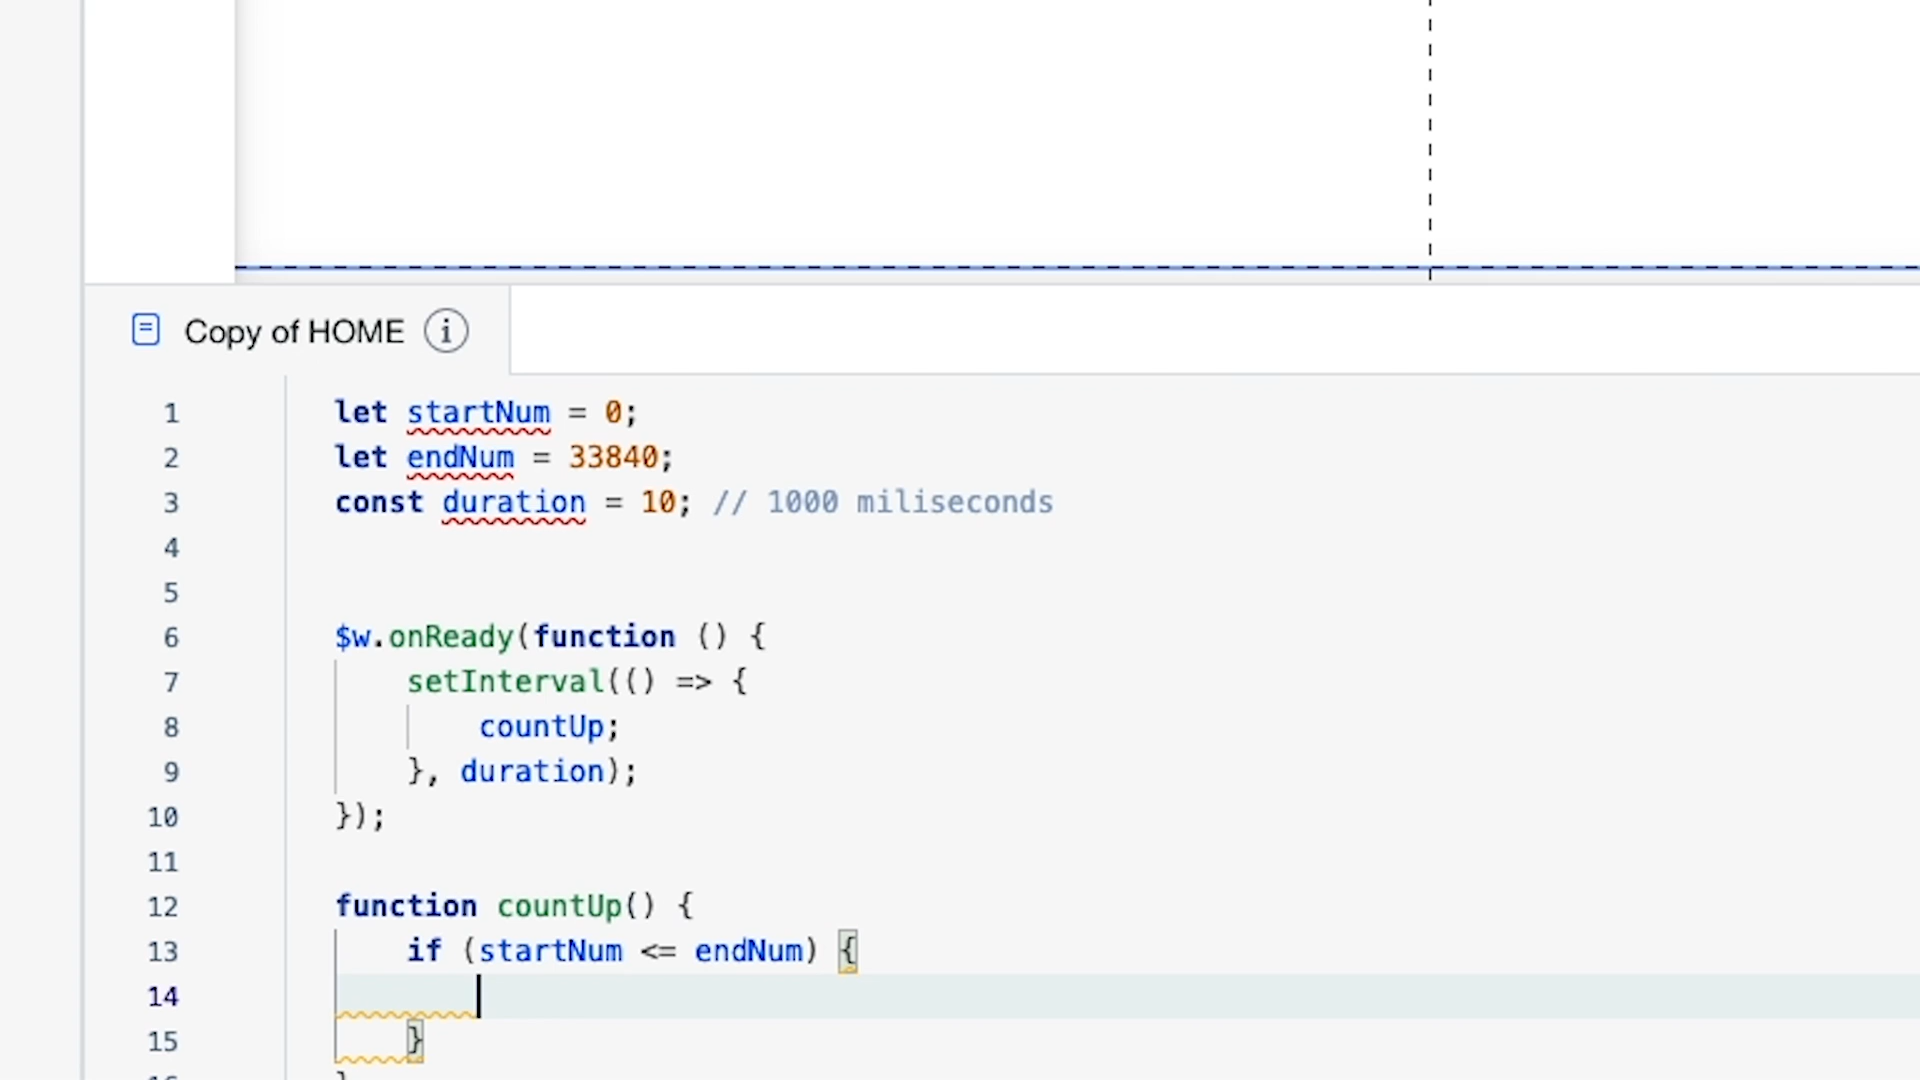 Copy of HOME i
1 let startNum = 0;
2 let endNum = 33840;
3 const duration = 10; // 1000 miliseconds
4
5
6 $w.onReady(function () {
7 setInterval(() => {
8 countUp;
9 }, duration);
10 });
11
12 function countUp() {
13 if (startNum <= endNum) {
14
15 }